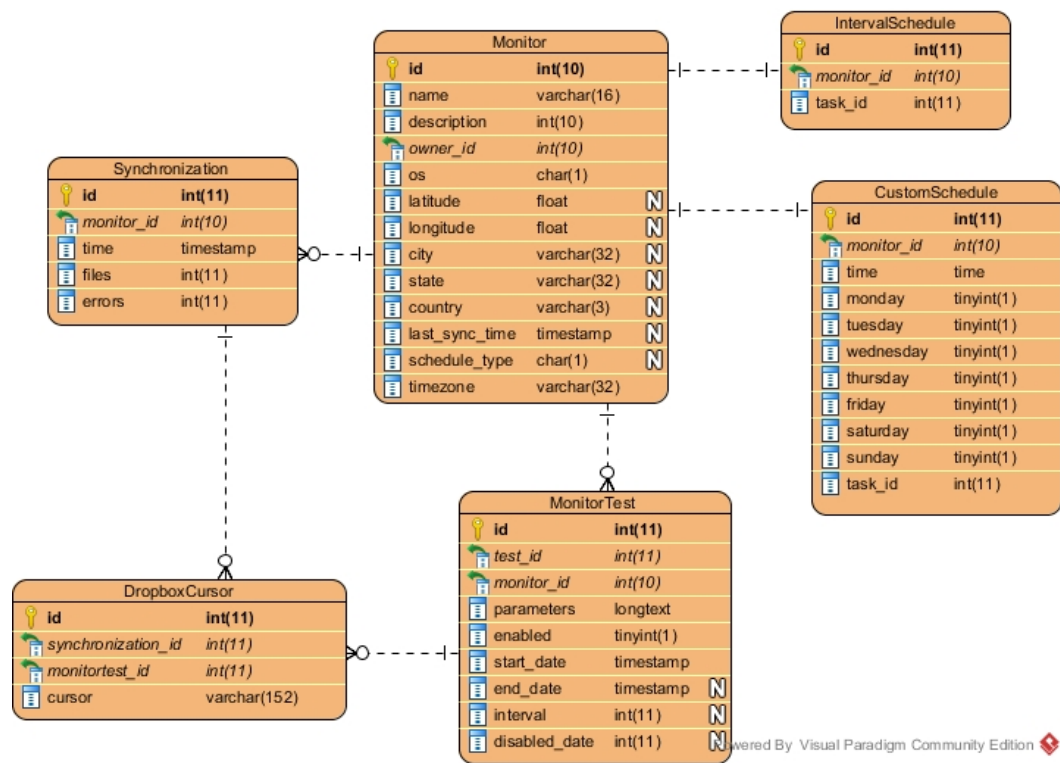 Monitor
id int(10)
name varchar(16)
description int(10)
owner_id int(10)
os char(1)
latitude float N
longitude float N
city varchar(32) N
state varchar(32) N
country varchar(3) N
last_sync_time timestamp N
schedule_type char(1) N
timezone varchar(32)
IntervalSchedule
id int(11)
monitor_id int(10)
task_id int(11)
Synchronization
id int(11)
monitor_id int(10)
time timestamp
files int(11)
errors int(11)
CustomSchedule
id int(11)
monitor_id int(10)
time time
monday tinyint(1)
tuesday tinyint(1)
wednesday tinyint(1)
thursday tinyint(1)
friday tinyint(1)
saturday tinyint(1)
sunday tinyint(1)
task_id int(11)
MonitorTest
id int(11)
test_id int(11)
monitor_id int(10)
parameters longtext
enabled tinyint(1)
start_date timestamp
end_date timestamp N
interval int(11) N
disabled_date int(11) N
DropboxCursor
id int(11)
synchronization_id int(11)
monitortest_id int(11)
cursor varchar(152)
wered By Visual Paradigm Community Edition